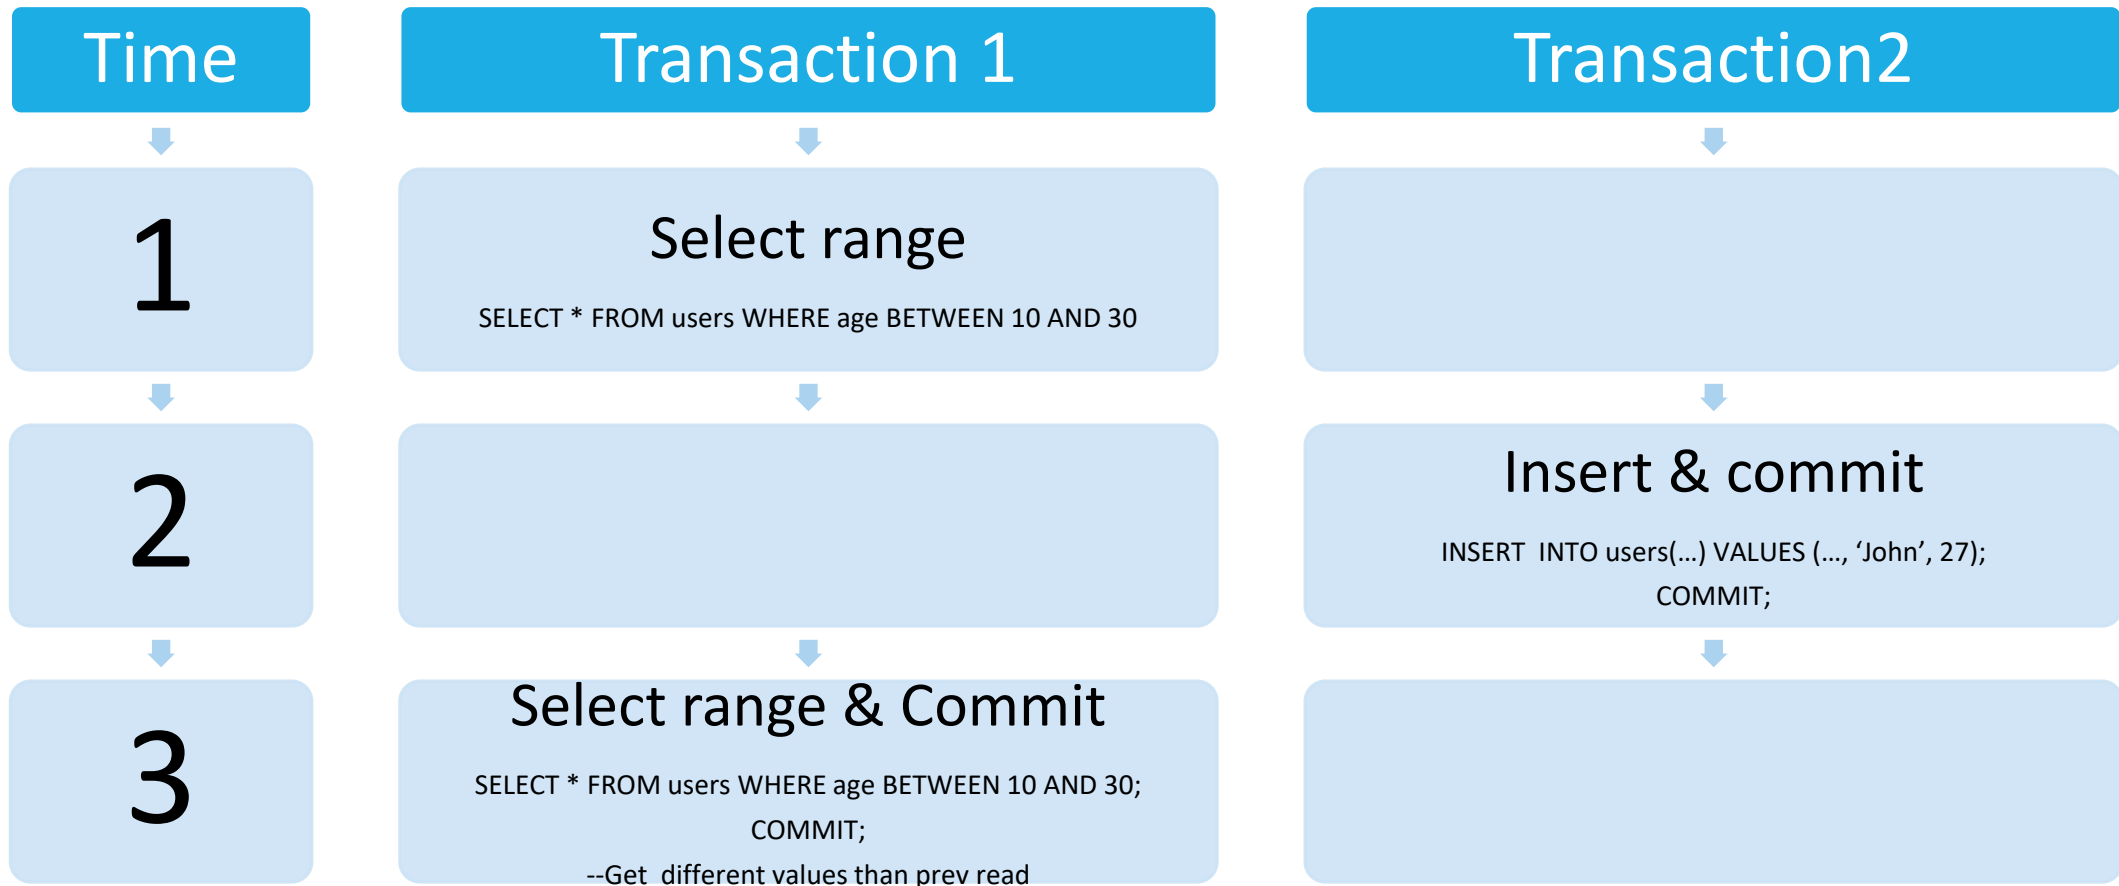 Time
Transaction 1
Transaction2
1
Select range
SELECT * FROM users WHERE age BETWEEN 10 AND 30
2
Insert & commit
INSERT  INTO users(…) VALUES (…, ‘John’, 27);
COMMIT;
3
Select range & Commit
SELECT * FROM users WHERE age BETWEEN 10 AND 30;
COMMIT;
--Get  different values than prev read